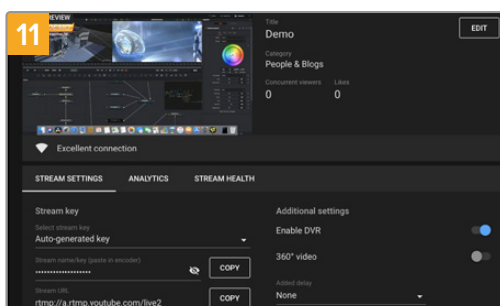 11
PREVIEW
Title
Demo
EDIT
Category
People & Blogs
Concurrent viewers Likes
0 0
Excellent connection
STREAM SETTINGS ANALYTICS STREAM HEALTH
Stream key
Additional settings
Select stream key
Auto-generated key
Enable DVR
360° video
Stream name/key (paste in encoder)
•••••••••••••••••••
COPY
Added delay
None
Stream URL
rtmp://a.rtmp.youtube.com/live2
COPY